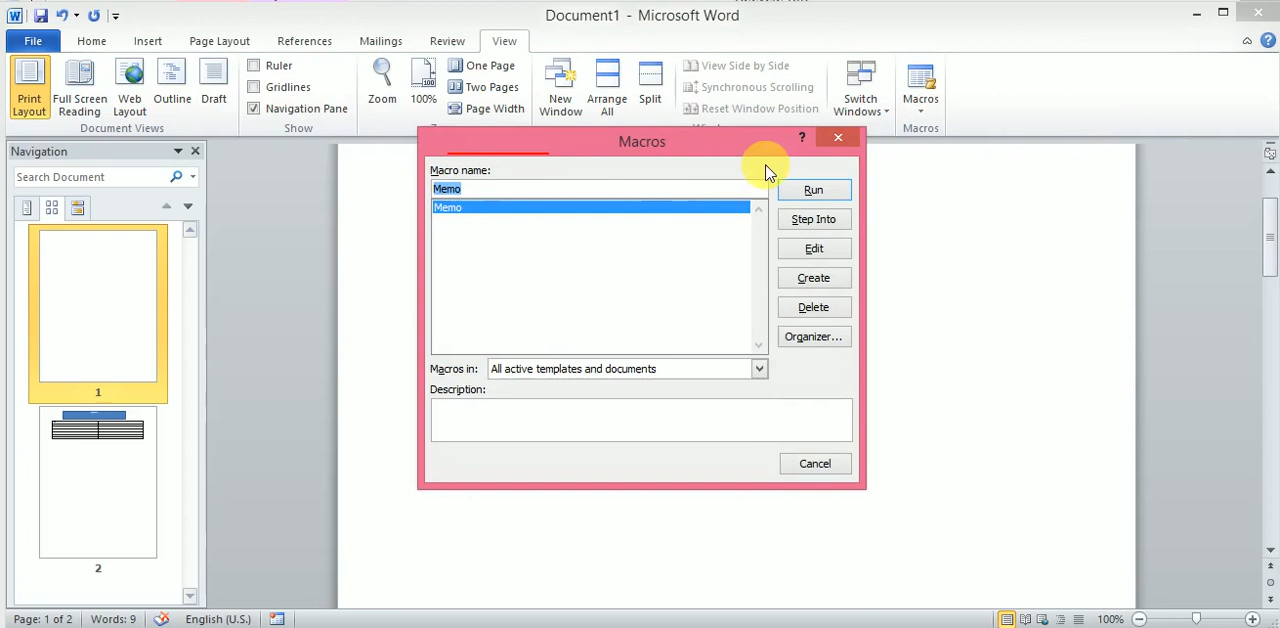 Document1 - Microsoft Word
File Home Insert Page Layout References Mailings Review View
Print Layout
Full Screen Reading
Web Layout
Outline
Draft
Document Views
Ruler
Gridlines
Navigation Pane
Show
Zoom
100
100%
One Page
Two Pages
Page Width
New Window
Arrange All
Split
View Side by Side
Synchronous Scrolling
Reset Window Position
Switch Windows
Macros
Macros
Navigation
Search Document
1
2
Macros
Macro name:
Memo
Memo
Run
Step Into
Edit
Create
Delete
Organizer...
Macros in: All active templates and documents
Description:
Cancel
Page: 1 of 2 Words: 9 English (U.S.) 100%